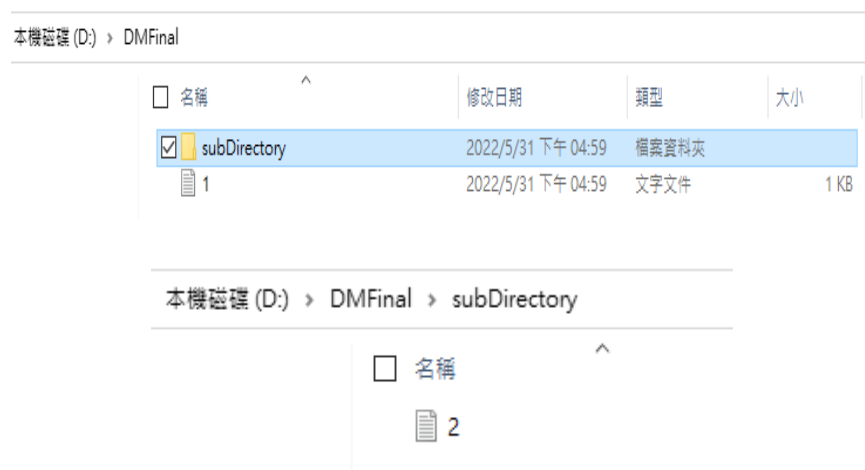 本機磁碟 (D:) › DMFinal
名稱 修改日期 類型 大小
subDirectory 2022/5/31 下午 04:59 檔案資料夾
1 2022/5/31 下午 04:59 文字文件 1 KB
本機磁碟 (D:) › DMFinal › subDirectory
名稱
2